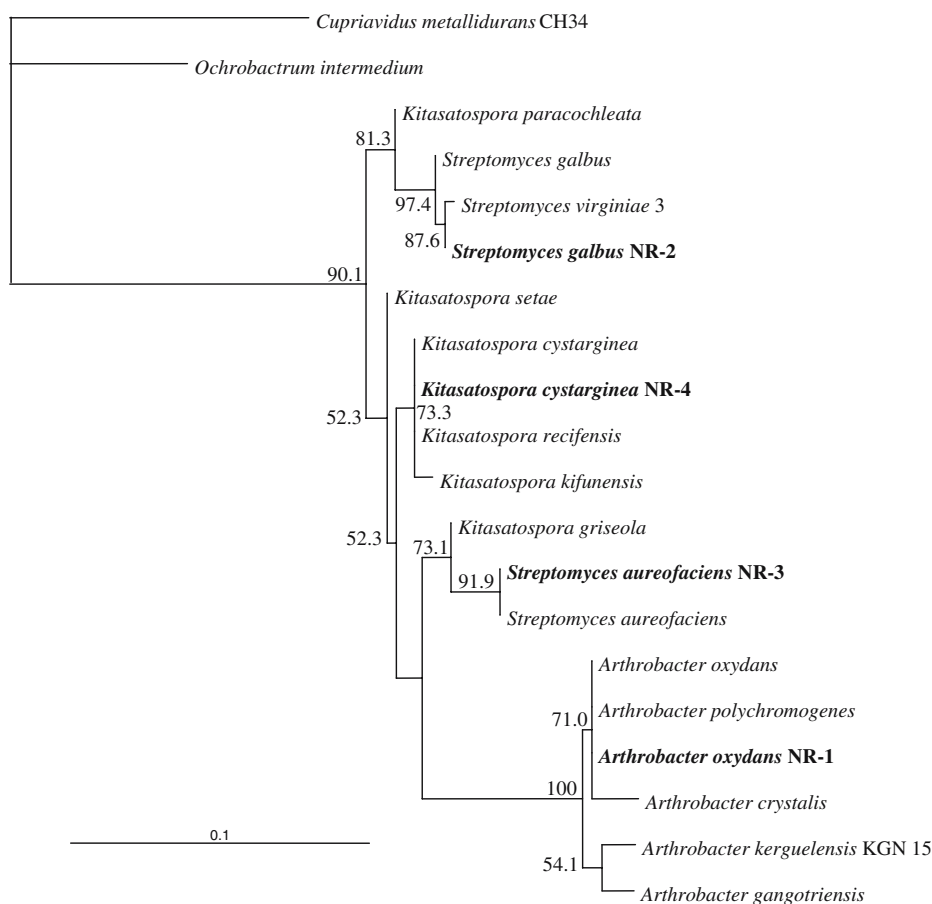 Cupriavidus metallidurans CH34
Ochrobactrum intermedium
Kitasatospora paracochleata
81.3
Streptomyces galbus
97.4
Streptomyces virginiae 3
87.6
Streptomyces galbus NR-2
90.1
Kitasatospora setae
Kitasatospora cystarginea
Kitasatospora cystarginea NR-4
52.3
73.3
Kitasatospora recifensis
Kitasatospora kifunensis
Kitasatospora griseola
52.3
73.1
Streptomyces aureofaciens NR-3
91.9
Streptomyces aureofaciens
Arthrobacter oxydans
71.0
Arthrobacter polychromogenes
Arthrobacter oxydans NR-1
100
Arthrobacter crystalis
0.1
Arthrobacter kerguelensis KGN 15
54.1
Arthrobacter gangotriensis